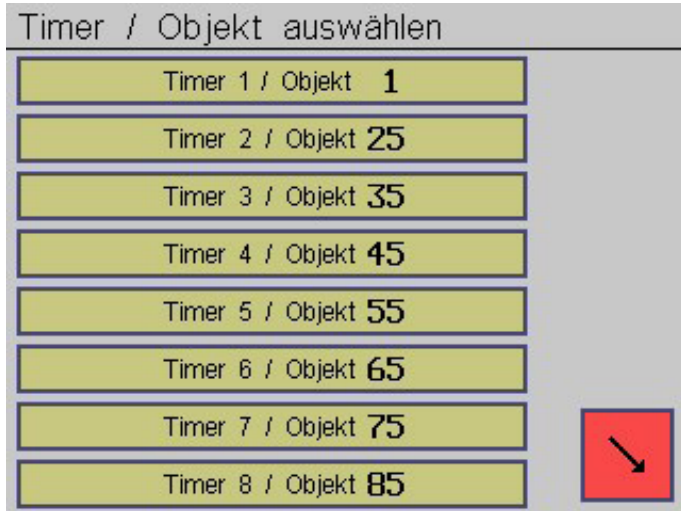 Timer / Objekt auswählen
Timer 1 / Objekt 1
Timer 2 / Objekt 25
Timer 3 / Objekt 35
Timer 4 / Objekt 45
Timer 5 / Objekt 55
Timer 6 / Objekt 65
Timer 7 / Objekt 75
Timer 8 / Objekt 85